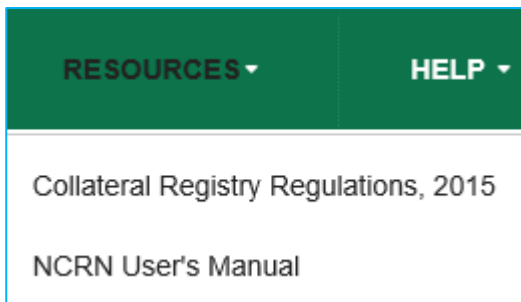 RESOURCES HELP
Collateral Registry Regulations, 2015
NCRN User's Manual